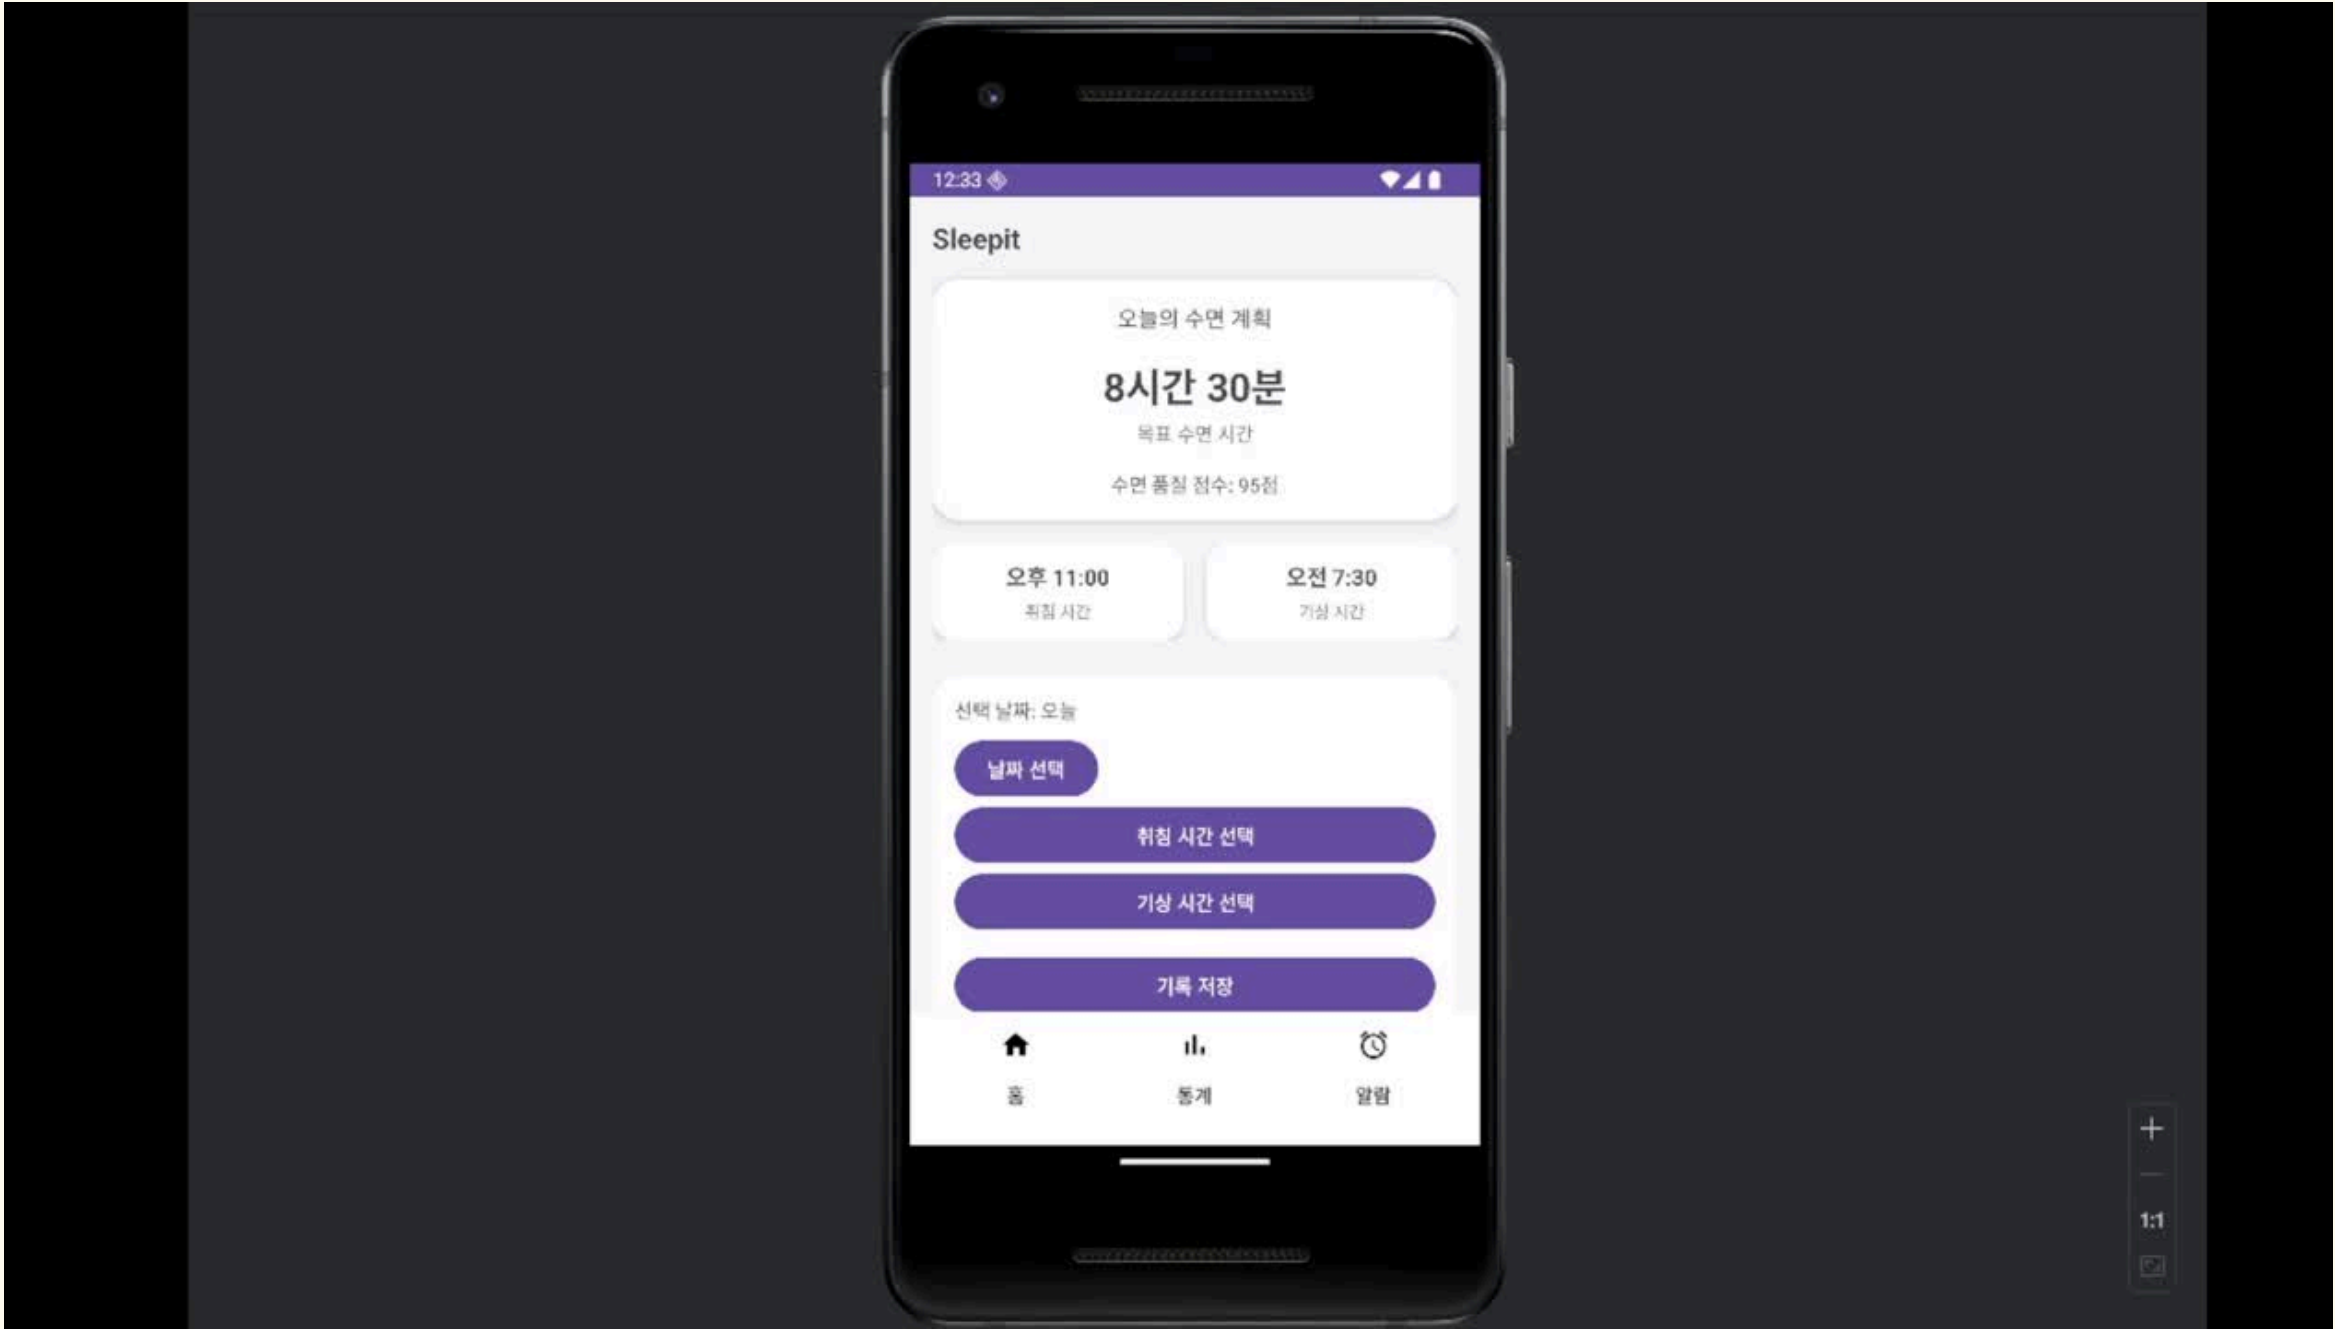 12:33
Sleepit
오늘의 수면 계획
8시간 30분
목표 수면 시간
수면 품질 점수: 95점
오후 11:00
취침 시간
오전 7:30
기상 시간
선택 날짜: 오늘
날짜 선택
취침 시간 선택
기상 시간 선택
기록 저장
홈
통계
알람
1:1